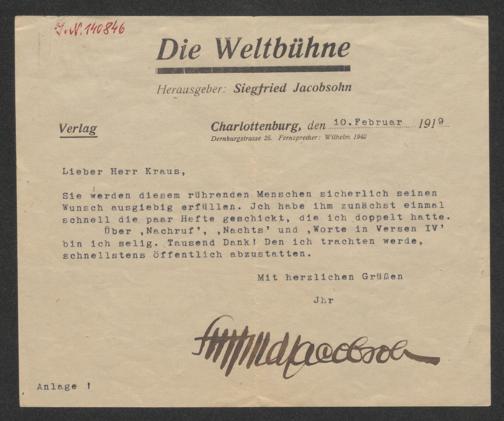 J.N. 140846
Die Weltbühne
Herausgeber: Siegfried Jacobsohn
Verlag
Charlottenburg, den 10.Februar 1919
Dernburgstrasse 25. Fernsprecher: Wilhelm
Lieber Herr Kraus,
Sie werden diesem rührenden Menschen sicherlich seinen
Wunsch ausgiebig erfüllen. Ich habe ihm zunächst einmal
schnell die paar Hefte geschickt, die ich doppelt hatte.
Über ‚Nachruf‘, ‚Nachts‘ und ‚Worte in Versen IV‘
bin ich selig. Tausend Dank! Den ich trachten werde,
schnellstens öffentlich abzustatten.
Mit herzlichen Grüßen
Jhr
Siegfried Jacobsohn
Anlage !